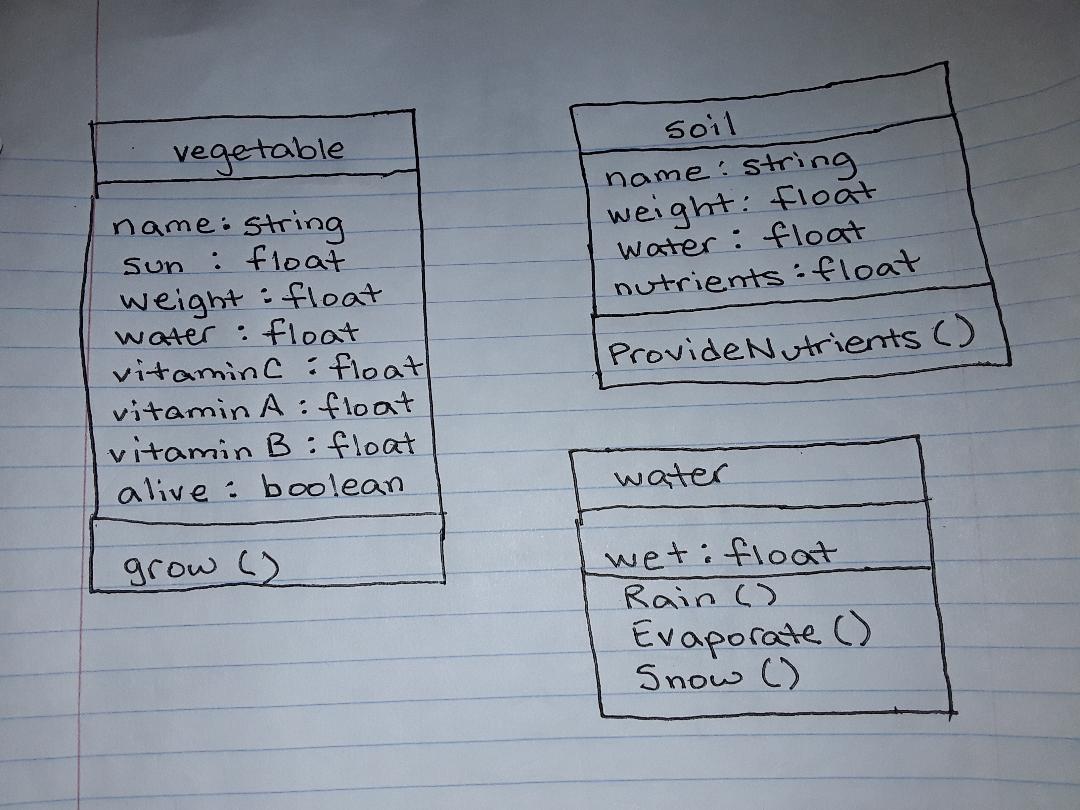 vegetable
name: string
sun : float
weight : float
water : float
vitaminC : float
vitamin A : float
vitamin B : float
alive : boolean
grow ()
soil
name : string
weight : float
water : float
nutrients : float
ProvideNutrients ()
water
wet : float
Rain ()
Evaporate ()
Snow ()